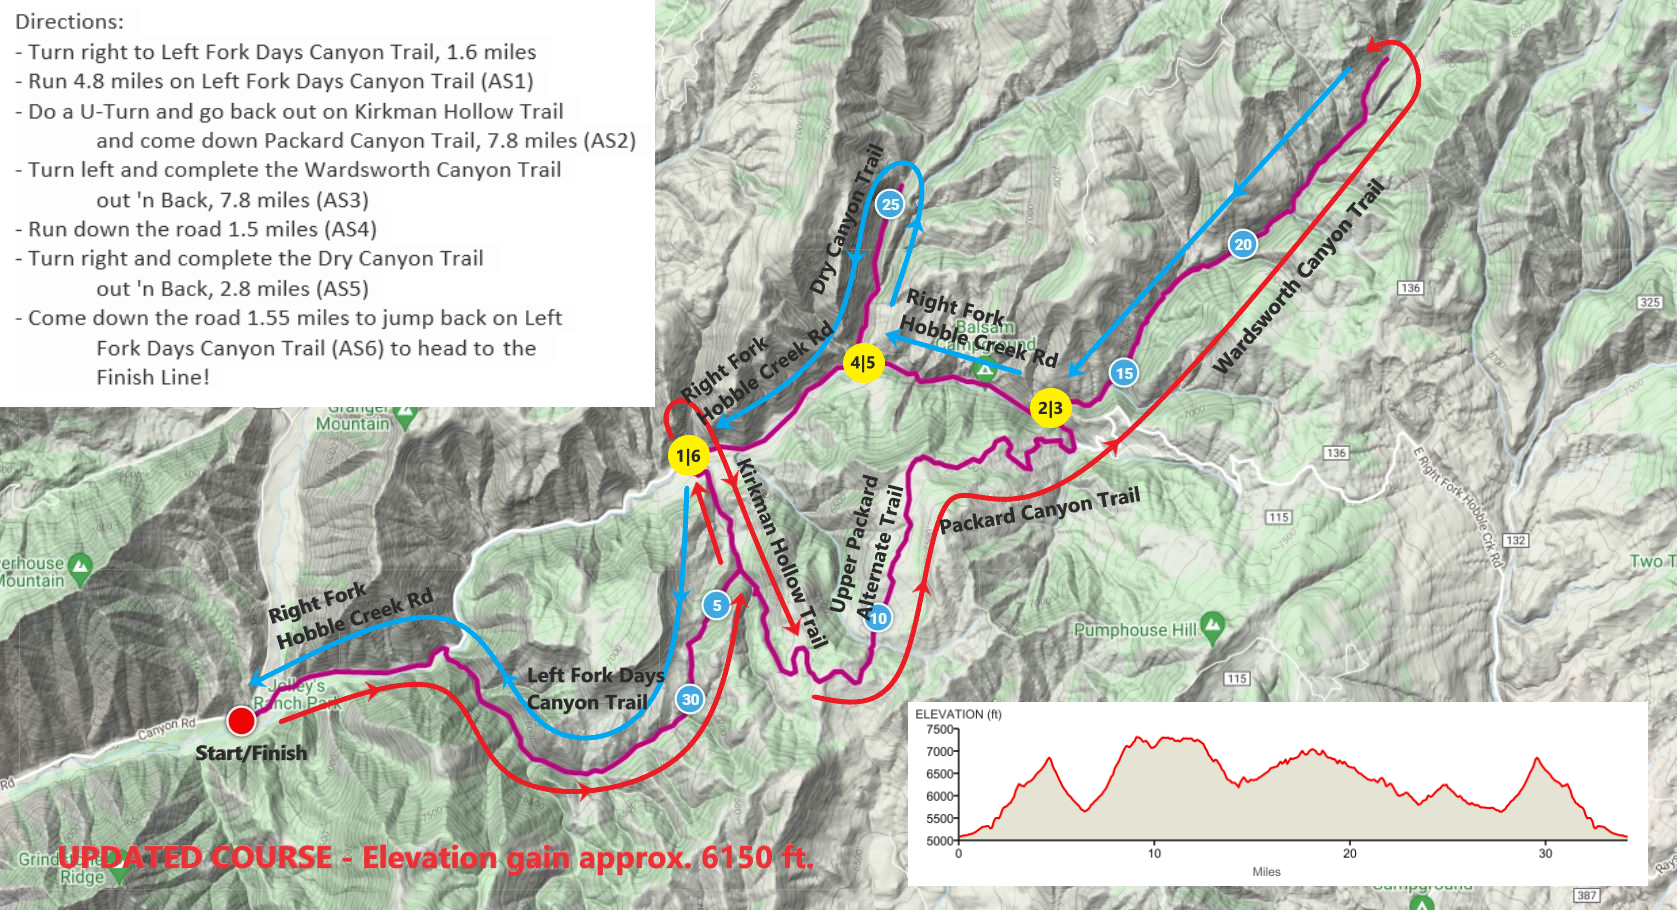 Directions:
- Turn right to Left Fork Days Canyon Trail, 1.6 miles
- Run 4.8 miles on Left Fork Days Canyon Trail (AS1)
- Do a U-Turn and go back out on Kirkman Hollow Trail
and come down Packard Canyon Trail, 7.8 miles (AS2)
- Turn left and complete the Wardsworth Canyon Trail
out 'n Back, 7.8 miles (AS3)
- Run down the road 1.5 miles (AS4)
- Turn right and complete the Dry Canyon Trail
out 'n Back, 2.8 miles (AS5)
- Come down the road 1.55 miles to jump back on Left
Fork Days Canyon Trail (AS6) to head to the
Finish Line!
Dry Canyon Trail
25
20
Wardsworth Canyon Trail
136
325
Right Fork
Hobble Creek Rd
Balsam
Campground
Right Fork
Hobble Creek Rd
4|5
15
2|3
7000
7000
Granger
Mountain
1|6
136
E Right Fork Hobble Crk Rd
Kirkman Hollow Trail
Upper Packard
Alternate Trail
Packard Canyon Trail
115
7500
132
erhouse
Mountain
Two T
Right Fork
Hobble Creek Rd
5
10
Pumphouse Hill
Left Fork Days
Canyon Trail
30
115
Jolley's
Ranch Park
Canyon Rd
Start/Finish
Rd
UPDATED COURSE - Elevation gain approx. 6150 ft.
Grindstone
Ridge
ELEVATION (ft)
7500
7000
6500
6000
5500
5000
0
10
20
30
Miles
Campground
387